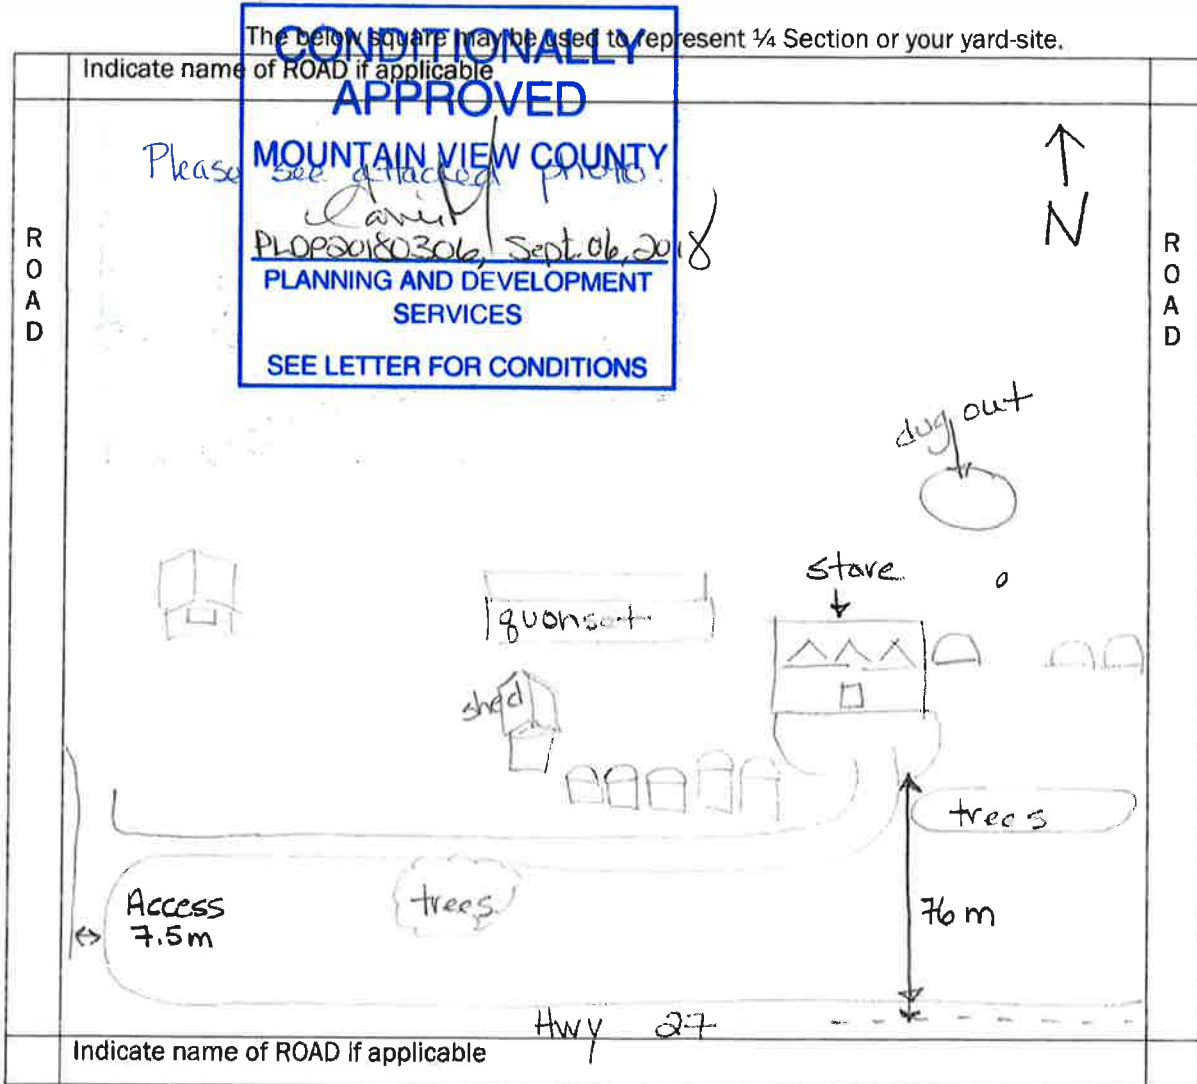 The below square may be used to represent ¼ Section or your yard-site.
Indicate name of ROAD if applicable
CONDITIONALLY
APPROVED
MOUNTAIN VIEW COUNTY
Please see attached photo.
PLDP20180306, Sept. 06, 2018
PLANNING AND DEVELOPMENT
SERVICES
SEE LETTER FOR CONDITIONS
N
ROAD
ROAD
dug out
store
quonset
shed
trees
Access
7.5m
trees
76 m
Hwy 27
Indicate name of ROAD if applicable